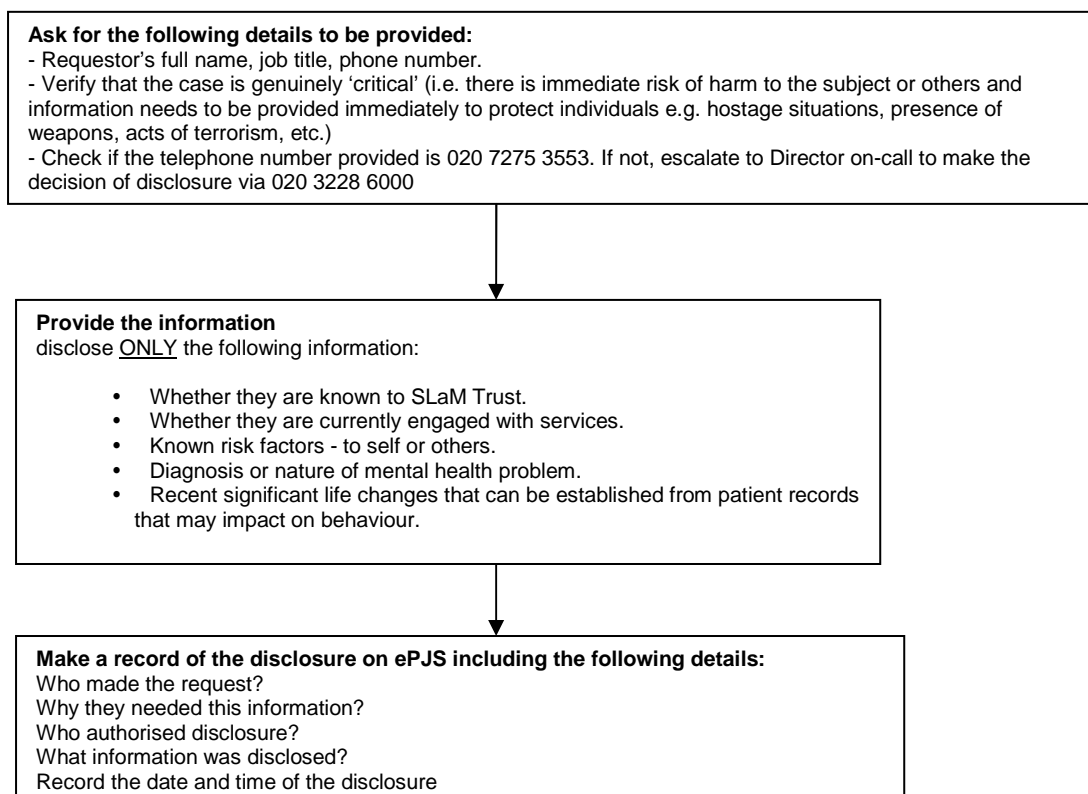 Ask for the following details to be provided:
- Requestor's full name, job title, phone number.
- Verify that the case is genuinely 'critical' (i.e. there is immediate risk of harm to the subject or others and
information needs to be provided immediately to protect individuals e.g. hostage situations, presence of
weapons, acts of terrorism, etc.)
- Check if the telephone number provided is 020 7275 3553. If not, escalate to Director on-call to make the
decision of disclosure via 020 3228 6000
Provide the information
disclose ONLY the following information:
• Whether they are known to SLaM Trust.
• Whether they are currently engaged with services.
• Known risk factors - to self or others.
• Diagnosis or nature of mental health problem.
• Recent significant life changes that can be established from patient records
that may impact on behaviour.
Make a record of the disclosure on ePJS including the following details:
Who made the request?
Why they needed this information?
Who authorised disclosure?
What information was disclosed?
Record the date and time of the disclosure